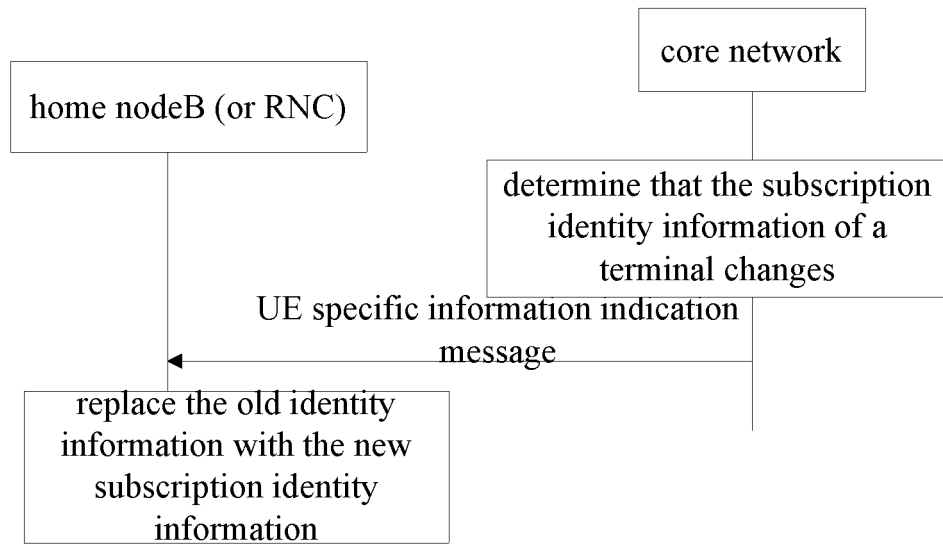 core network
home nodeB (or RNC)
determine that the subscription
identity information of a
terminal changes
UE specific information indication
message
replace the old identity
information with the new
subscription identity
information